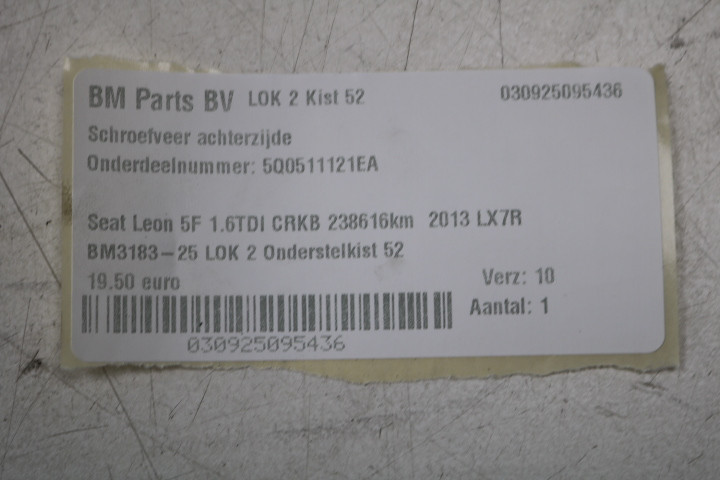 BM Parts BV LOK 2 Kist 52 030925095436
Schroefveer achterzijde
Onderdeelnummer: 5Q0511121EA
Seat Leon 5F 1.6TDI CRKB 238616km 2013 LX7R
BM3183-25 LOK 2 Onderstelkist 52
19.50 euro Verz: 10
Aantal: 1
030925095436